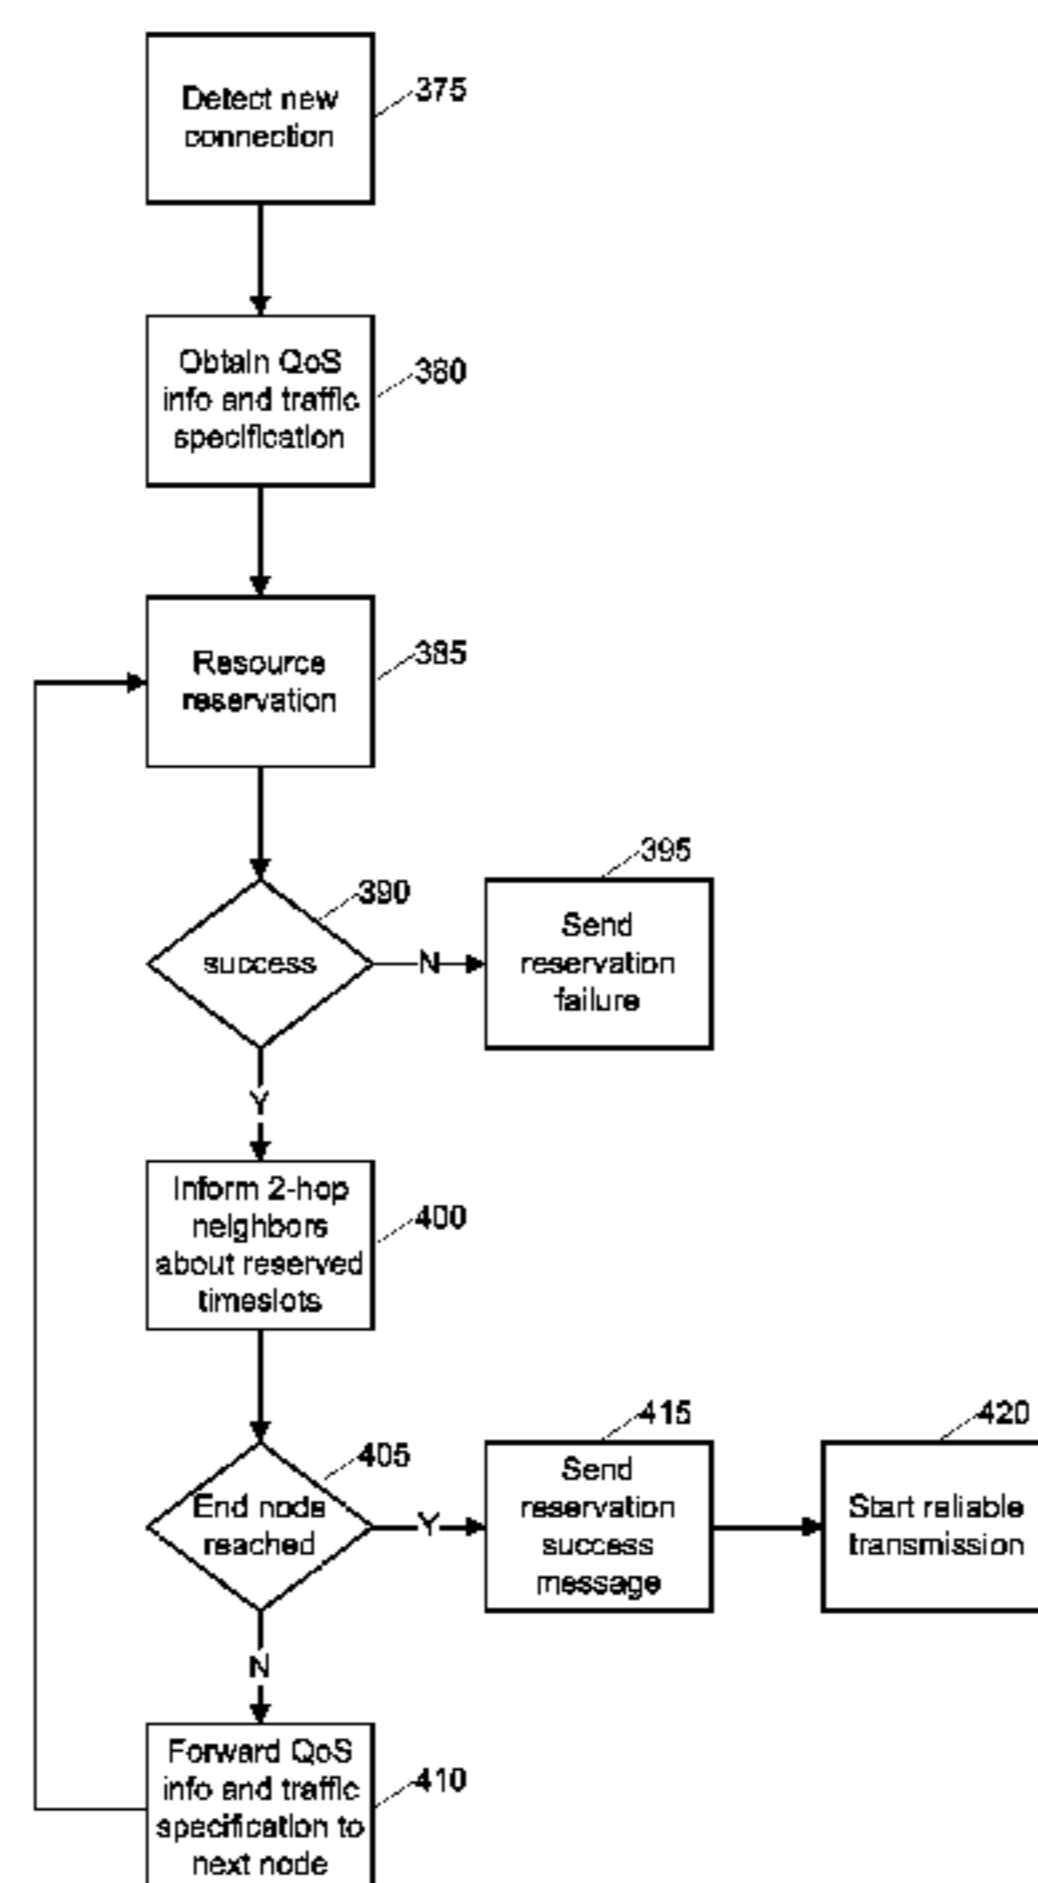 Detect new
connection
375
Obtain QoS
info and traffic
specification
380
Resource
reservation
385
390
success
N
395
Send
reservation
failure
Y
Inform 2-hop
neighbors
about reserved
timeslots
400
405
End node
reached
Y
415
Send
reservation
success
message
420
Start reliable
transmission
N
Forward QoS
info and traffic
specification to
next node
410